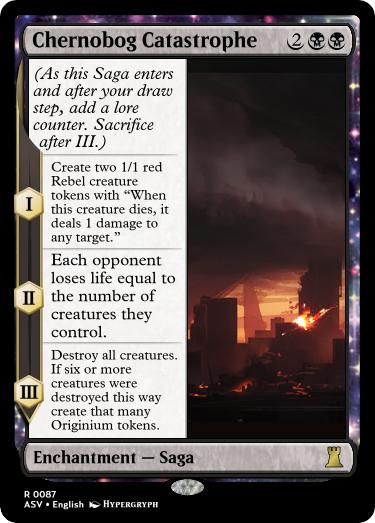 Chernobog Catastrophe 2
(As this Saga enters
and after your draw
step, add a lore
counter. Sacrifice
after III.)
I
Create two 1/1 red
Rebel creature
tokens with “When
this creature dies, it
deals 1 damage to
any target.”
II
Each opponent
loses life equal to
the number of
creatures they
control.
III
Destroy all creatures.
If six or more
creatures were
destroyed this way
create that many
Originium tokens.
Enchantment — Saga
R 0087
ASV • English Hypergryph